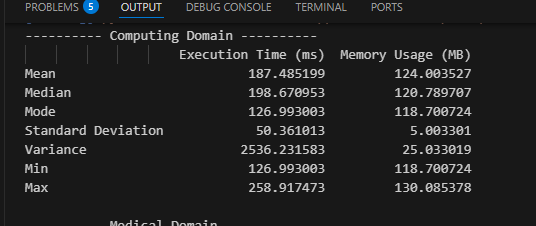 PROBLEMS 5 OUTPUT DEBUG CONSOLE TERMINAL PORTS
---------- Computing Domain ----------
Execution Time (ms) Memory Usage (MB)
Mean 187.485199 124.003527
Median 198.670953 120.789707
Mode 126.993003 118.700724
Standard Deviation 50.361013 5.003301
Variance 2536.231583 25.033019
Min 126.993003 118.700724
Max 258.917473 130.085378
Medical Domain